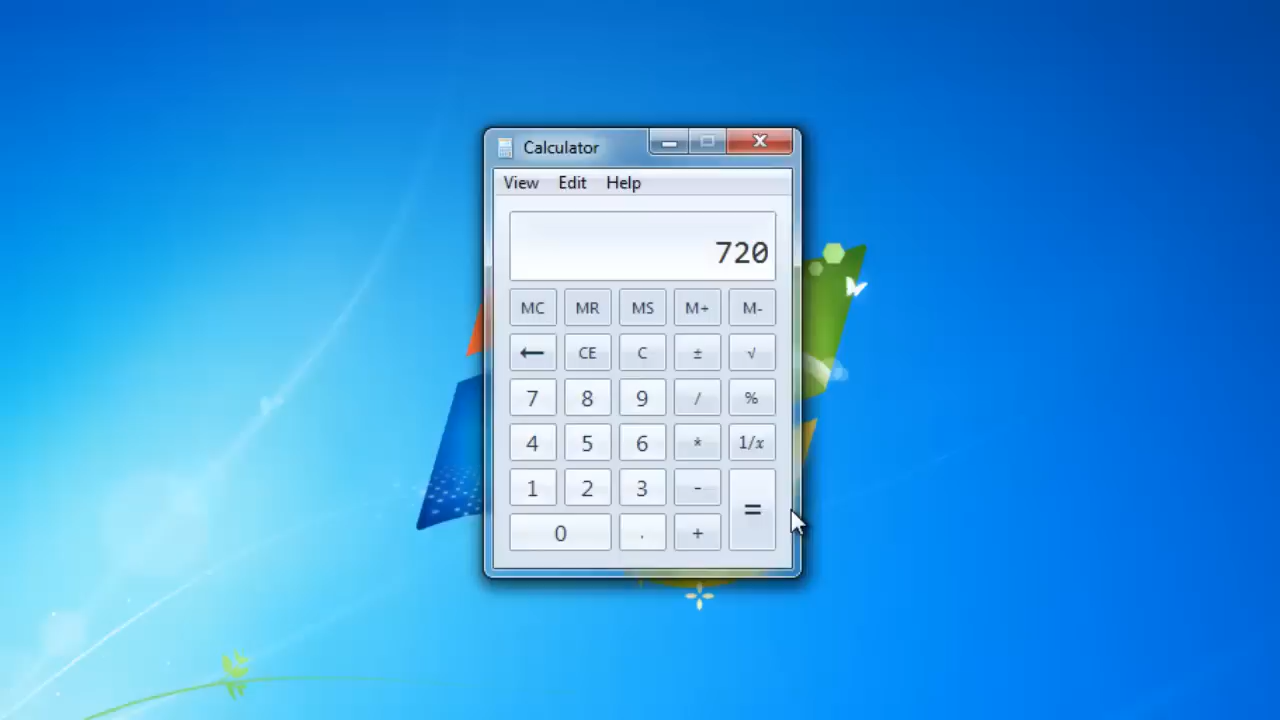 Calculator
View Edit Help
720
MC MR MS M+ M-
← CE C ± √
7 8 9 / %
4 5 6 * 1/x
1 2 3 - =
0 . +